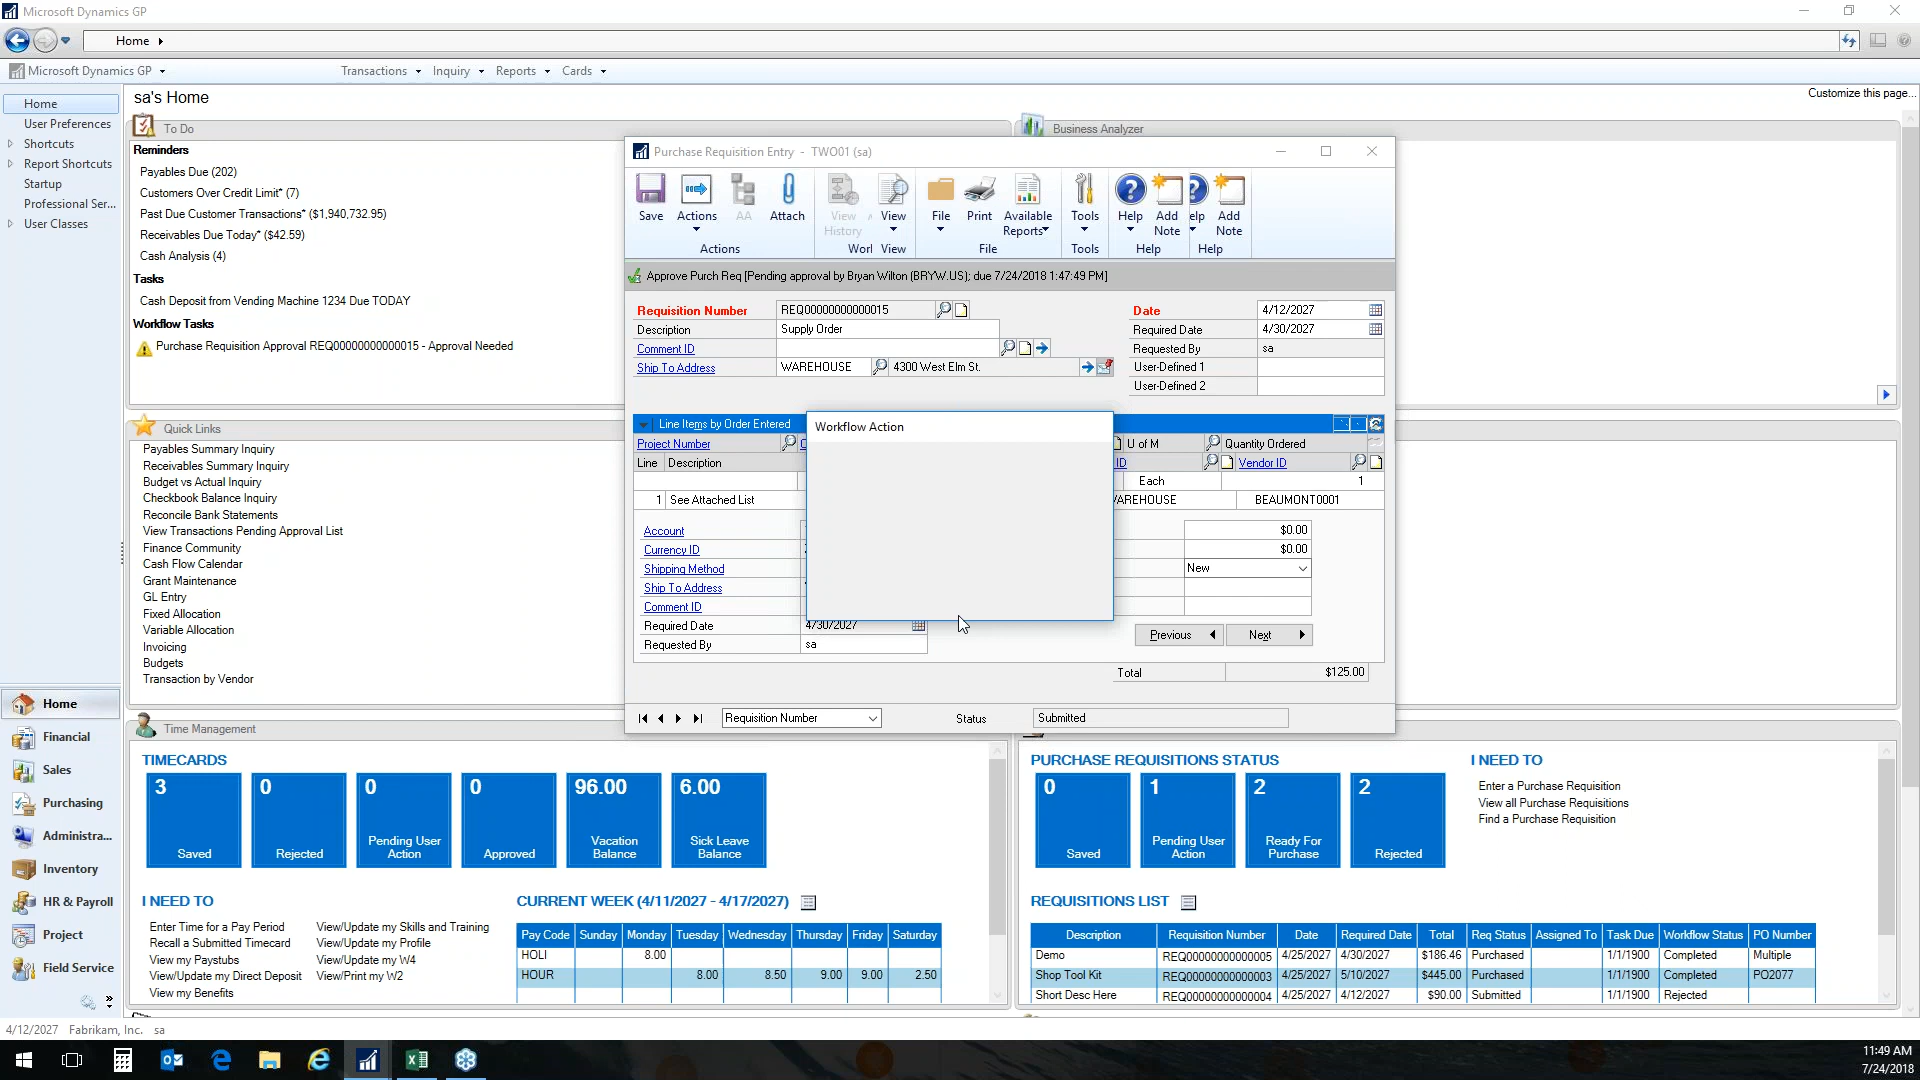 Microsoft Dynamics GP
Home
Microsoft Dynamics GP
Transactions Inquiry Reports Cards
Home
User Preferences
Shortcuts
Report Shortcuts
Startup
Professional Ser...
User Classes
sa's Home
Customize this page...
To Do
Reminders
Payables Due (202)
Customers Over Credit Limit* (7)
Past Due Customer Transactions* ($1,940,732.95)
Receivables Due Today* ($42.59)
Cash Analysis (4)
Tasks
Cash Deposit from Vending Machine 1234 Due TODAY
Workflow Tasks
Purchase Requisition Approval REQ00000000000015 - Approval Needed
Business Analyzer
Quick Links
Payables Summary Inquiry
Receivables Summary Inquiry
Budget vs Actual Inquiry
Checkbook Balance Inquiry
Reconcile Bank Statements
View Transactions Pending Approval List
Finance Community
Cash Flow Calendar
Grant Maintenance
GL Entry
Fixed Allocation
Variable Allocation
Invoicing
Budgets
Transaction by Vendor
Purchase Requisition Entry - TWO01 (sa)
Save Actions AA Attach View History View File Print Available Reports Tools Help Add Note elp Add Note
Actions Worl View File Tools Help Help
Approve Purch Req [Pending approval by Bryan Wilton (BRYW.US); due 7/24/2018 1:47:49 PM]
Requisition Number REQ00000000000015 Date 4/12/2027
Description Supply Order Required Date 4/30/2027
Comment ID Requested By sa
Ship To Address WAREHOUSE 4300 West Elm St. User-Defined 1
User-Defined 2
Line Items by Order Entered
Project Number U of M Quantity Ordered
Line Description ID Vendor ID
Each 1
1 See Attached List WAREHOUSE BEAUMONT0001
Account $0.00
Currency ID $0.00
Shipping Method New
Ship To Address
Comment ID
Required Date 4/30/2027
Requested By sa
Previous Next
Total $125.00
Requisition Number Status Submitted
Workflow Action
Home
Financial
Sales
Purchasing
Administra...
Inventory
HR & Payroll
Project
Field Service
Time Management
TIMECARDS
3 Saved
0 Rejected
0 Pending User Action
0 Approved
96.00 Vacation Balance
6.00 Sick Leave Balance
I NEED TO
Enter Time for a Pay Period
Recall a Submitted Timecard
View my Paystubs
View/Update my Direct Deposit
View my Benefits
View/Update my Skills and Training
View/Update my Profile
View/Update my W4
View/Print my W2
CURRENT WEEK (4/11/2027 - 4/17/2027)
Pay Code Sunday Monday Tuesday Wednesday Thursday Friday Saturday
HOLI 8.00
HOUR 8.00 8.50 9.00 9.00 2.50
PURCHASE REQUISITIONS STATUS
0 Saved
1 Pending User Action
2 Ready For Purchase
2 Rejected
I NEED TO
Enter a Purchase Requisition
View all Purchase Requisitions
Find a Purchase Requisition
REQUISITIONS LIST
Description Requisition Number Date Required Date Total Req Status Assigned To Task Due Workflow Status PO Number
Demo REQ00000000000005 4/25/2027 4/30/2027 $186.46 Purchased 1/1/1900 Completed Multiple
Shop Tool Kit REQ00000000000003 4/25/2027 5/10/2027 $445.00 Purchased 1/1/1900 Completed PO2077
Short Desc Here REQ00000000000004 4/25/2027 4/12/2027 $90.00 Submitted 1/1/1900 Rejected
4/12/2027 Fabrikam, Inc. sa
11:49 AM
7/24/2018